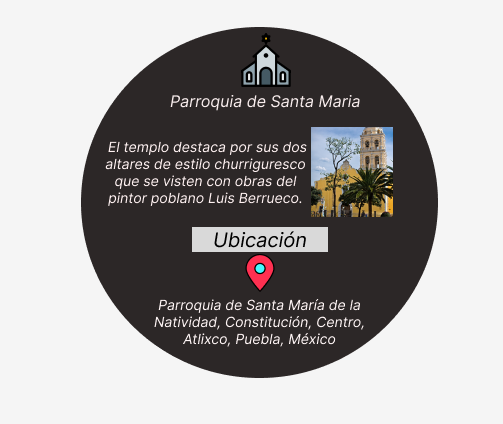 Parroquia de Santa Maria
El templo destaca por sus dos
altares de estilo churriguresco
que se visten con obras del
pintor poblano Luis Berrueco.
Ubicación
Parroquia de Santa María de la
Natividad, Constitución, Centro,
Atlixco, Puebla, México